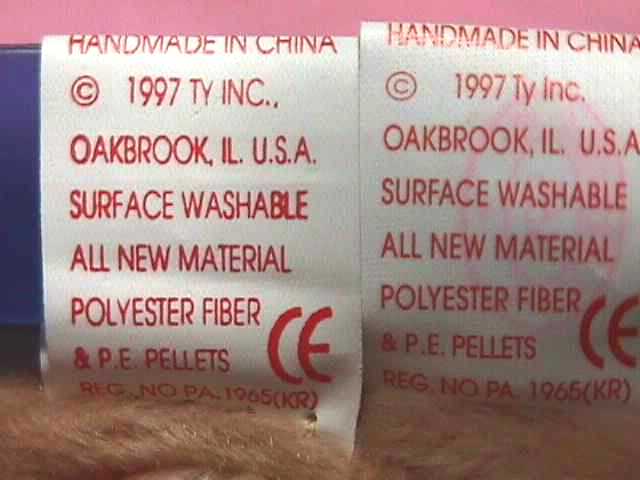 HANDMADE IN CHINA
© 1997 TY INC.,
OAKBROOK, IL. U.S.A.
SURFACE WASHABLE
ALL NEW MATERIAL
POLYESTER FIBER
& P.E. PELLETS
CE
REG. NO PA. 1965(KR)
HANDMADE IN CHINA
© 1997 Ty Inc.
OAKBROOK, IL. U.S.A
SURFACE WASHABLE
ALL NEW MATERIAL
POLYESTER FIBER
& P.E. PELLETS
CE
REG. NO PA. 1965(KR)